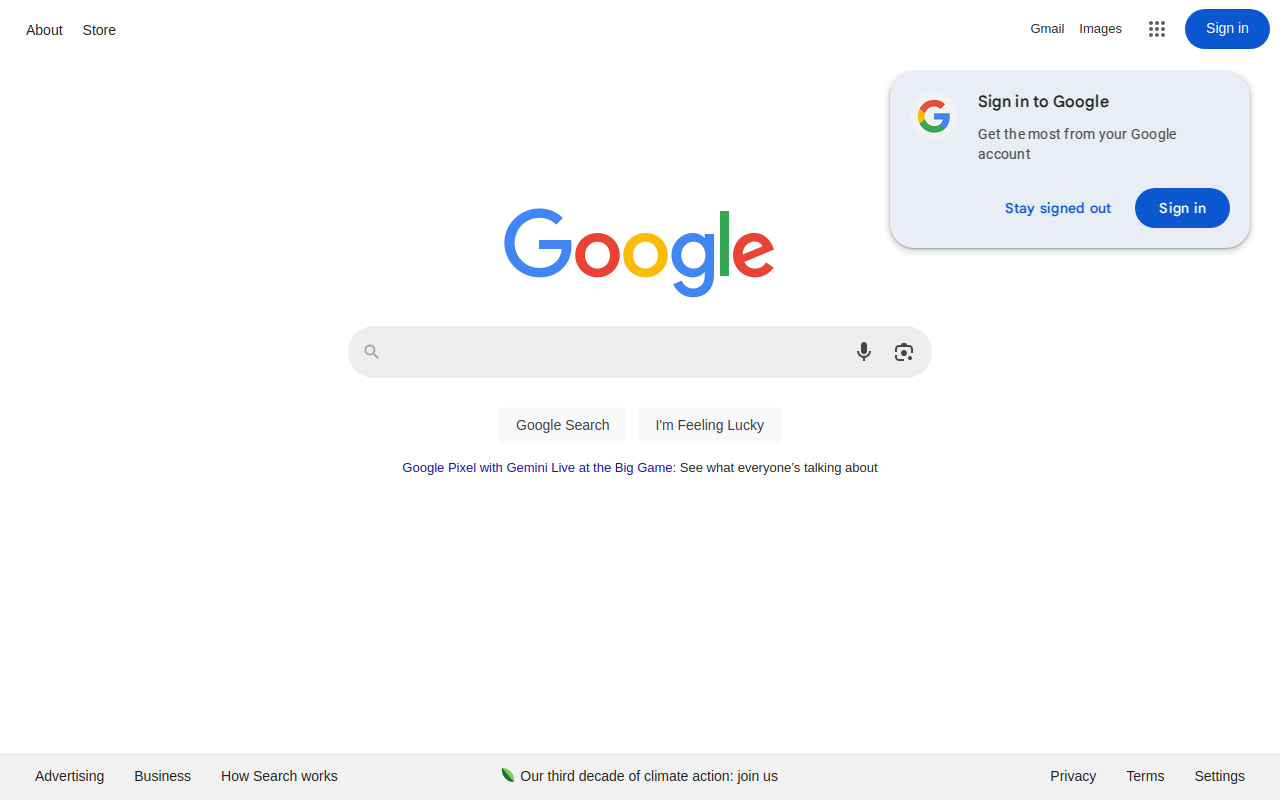 About Store
Gmail Images Sign in
Sign in to Google
Get the most from your Google
account
Stay signed out Sign in
Google
Google Search I'm Feeling Lucky
Google Pixel with Gemini Live at the Big Game: See what everyone's talking about
Advertising Business How Search works Our third decade of climate action: join us Privacy Terms Settings